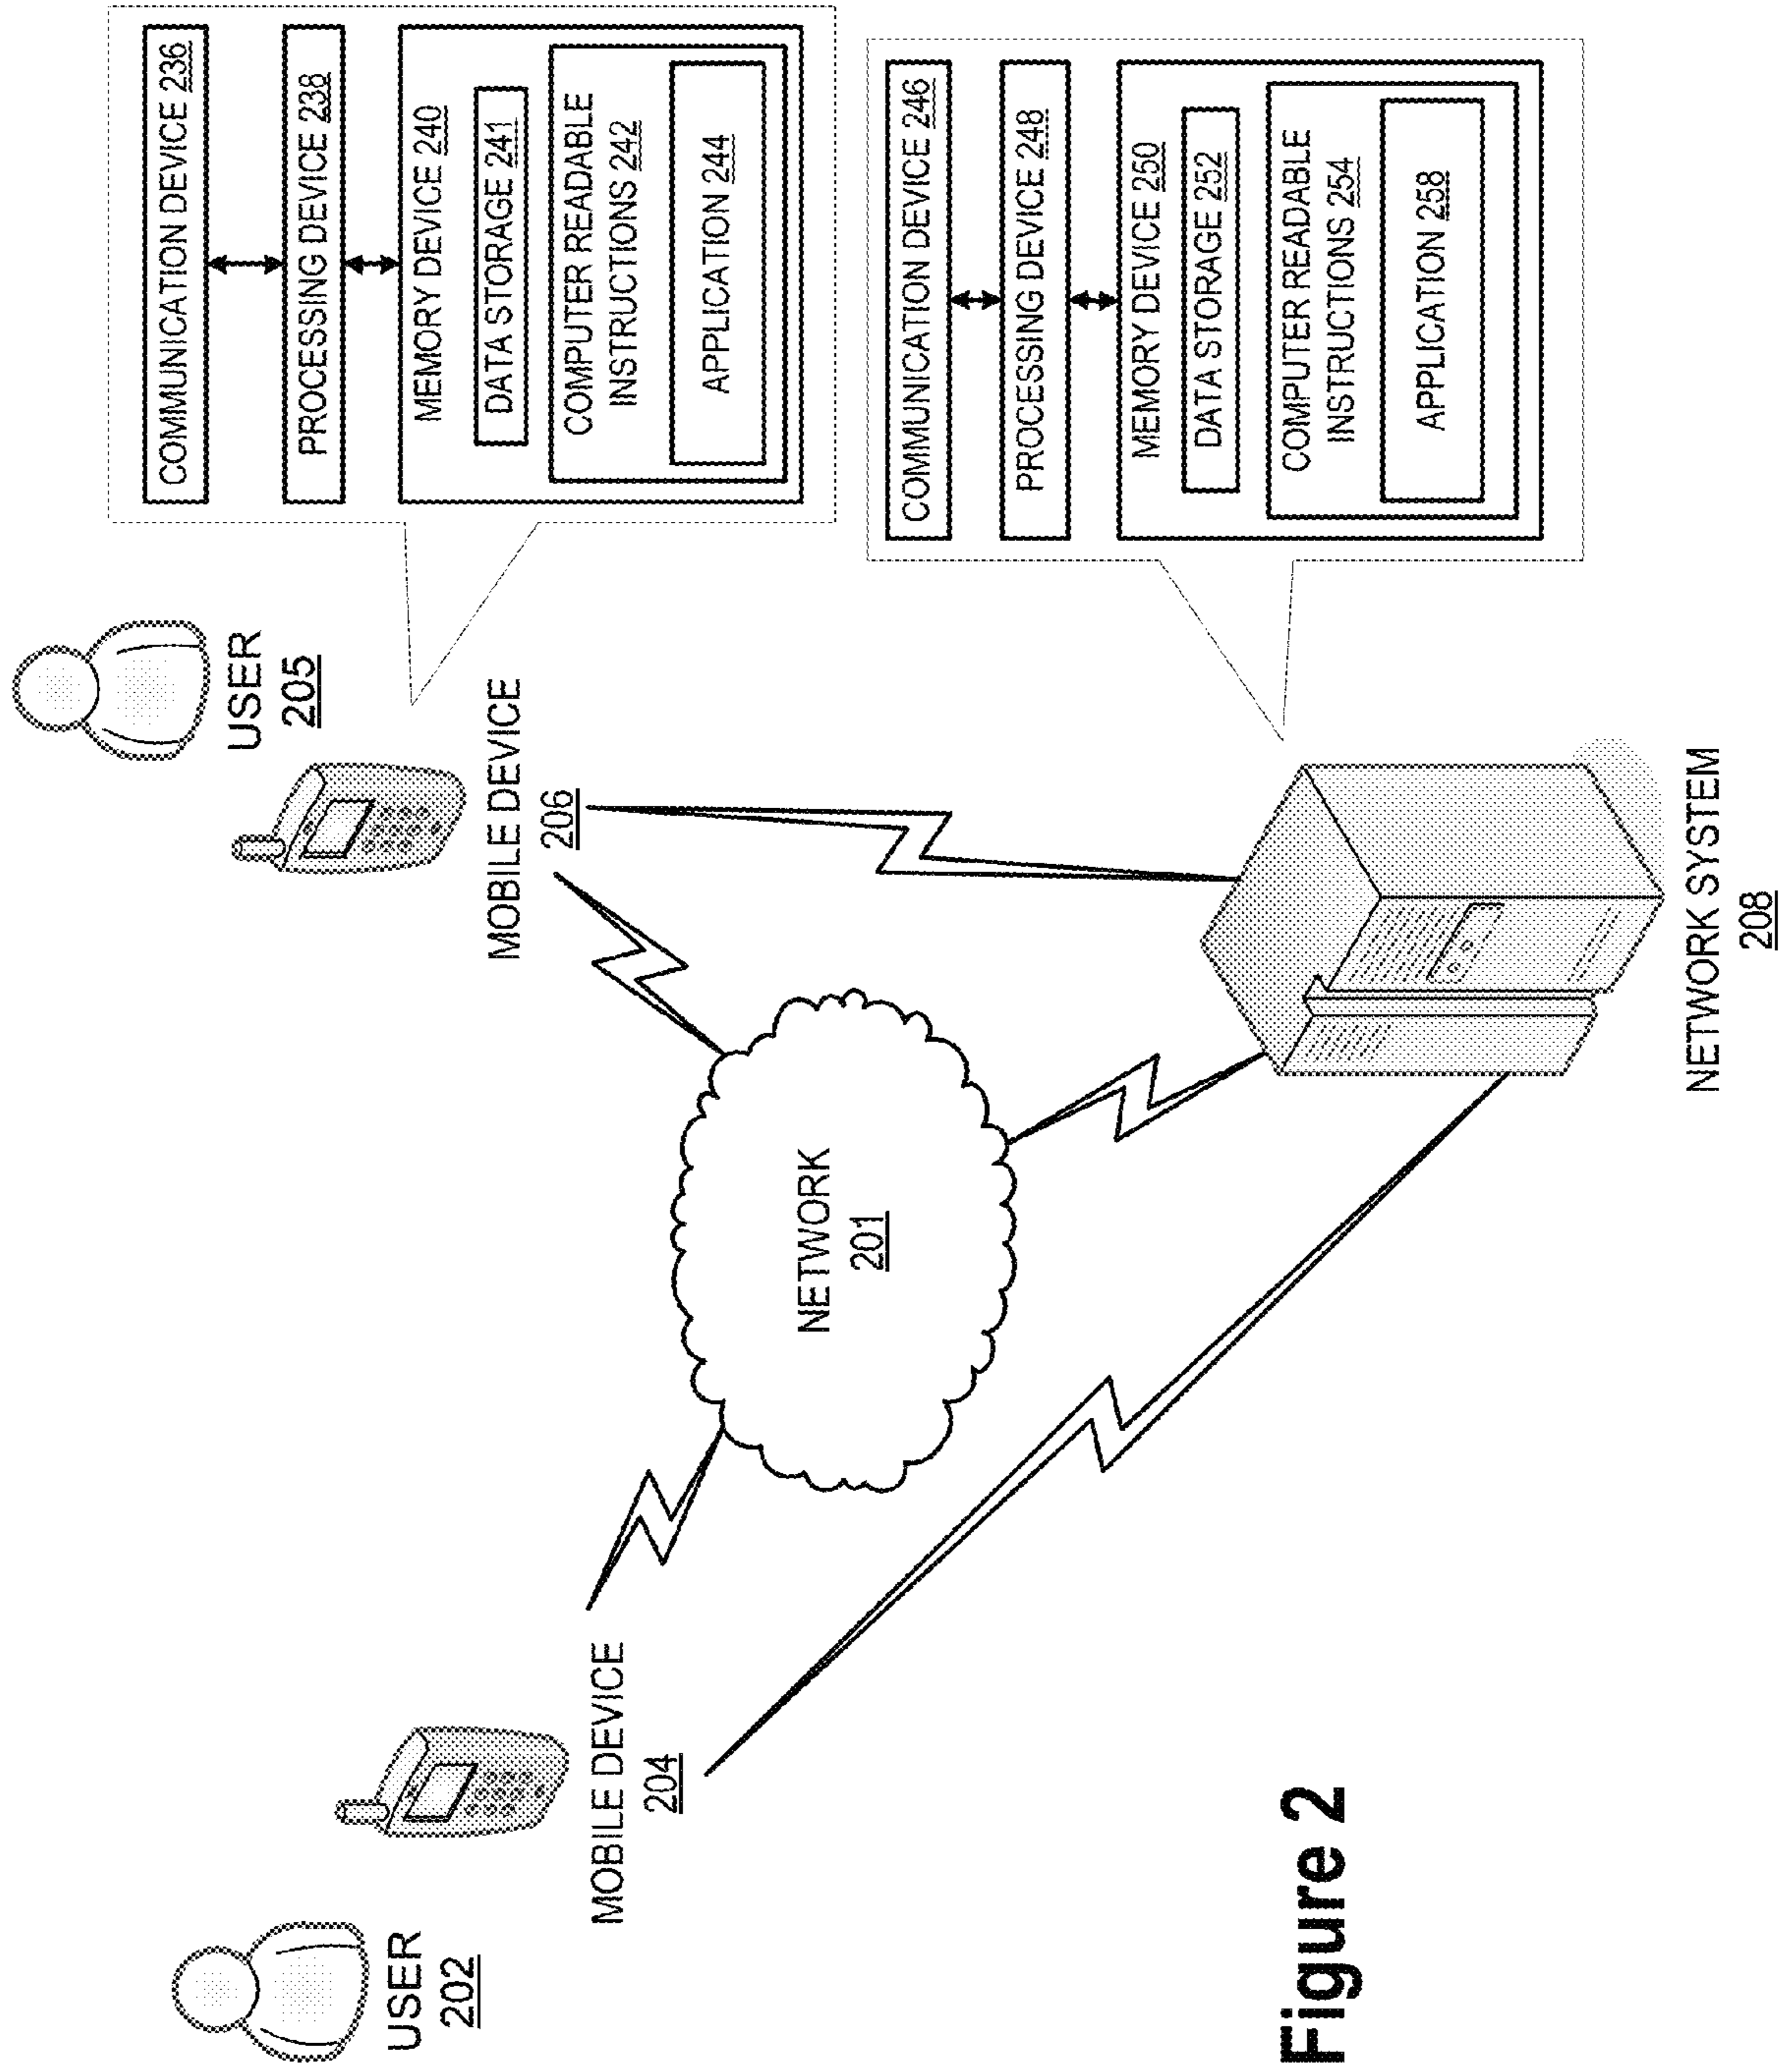 USER
202
MOBILE DEVICE
204
NETWORK
201
USER
205
MOBILE DEVICE
206
NETWORK SYSTEM
208
COMMUNICATION DEVICE 236
PROCESSING DEVICE 238
MEMORY DEVICE 240
DATA STORAGE 241
COMPUTER READABLE
INSTRUCTIONS 242
APPLICATION 244
COMMUNICATION DEVICE 246
PROCESSING DEVICE 248
MEMORY DEVICE 250
DATA STORAGE 252
COMPUTER READABLE
INSTRUCTIONS 254
APPLICATION 258
Figure 2